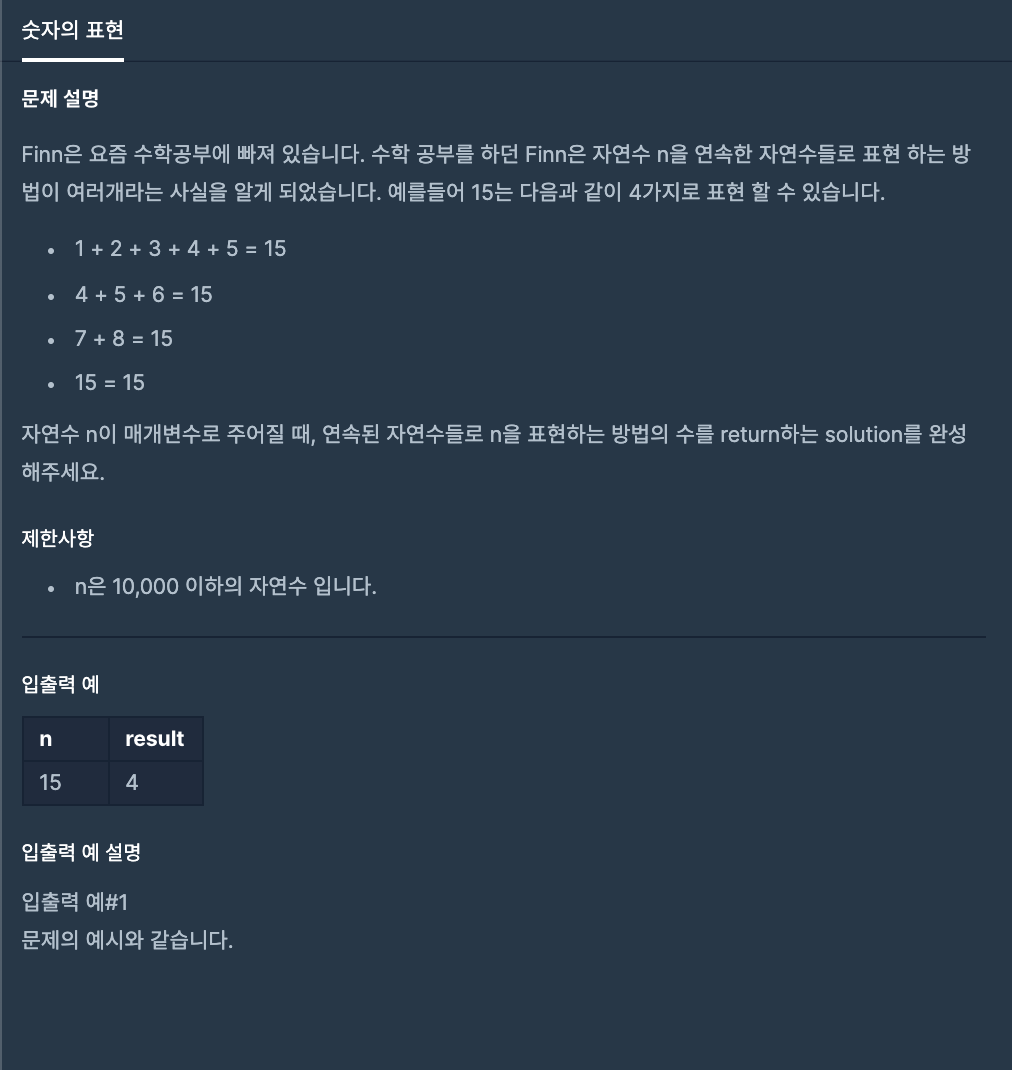 숫자의 표현
문제 설명
Finn은 요즘 수학공부에 빠져 있습니다. 수학 공부를 하던 Finn은 자연수 n을 연속한 자연수들로 표현 하는 방
법이 여러개라는 사실을 알게 되었습니다. 예를들어 15는 다음과 같이 4가지로 표현 할 수 있습니다.
• 1 + 2 + 3 + 4 + 5 = 15
• 4 + 5 + 6 = 15
• 7 + 8 = 15
• 15 = 15
자연수 n이 매개변수로 주어질 때, 연속된 자연수들로 n을 표현하는 방법의 수를 return하는 solution를 완성
해주세요.
제한사항
• n은 10,000 이하의 자연수 입니다.
입출력 예
n result
15 4
입출력 예 설명
입출력 예#1
문제의 예시와 같습니다.